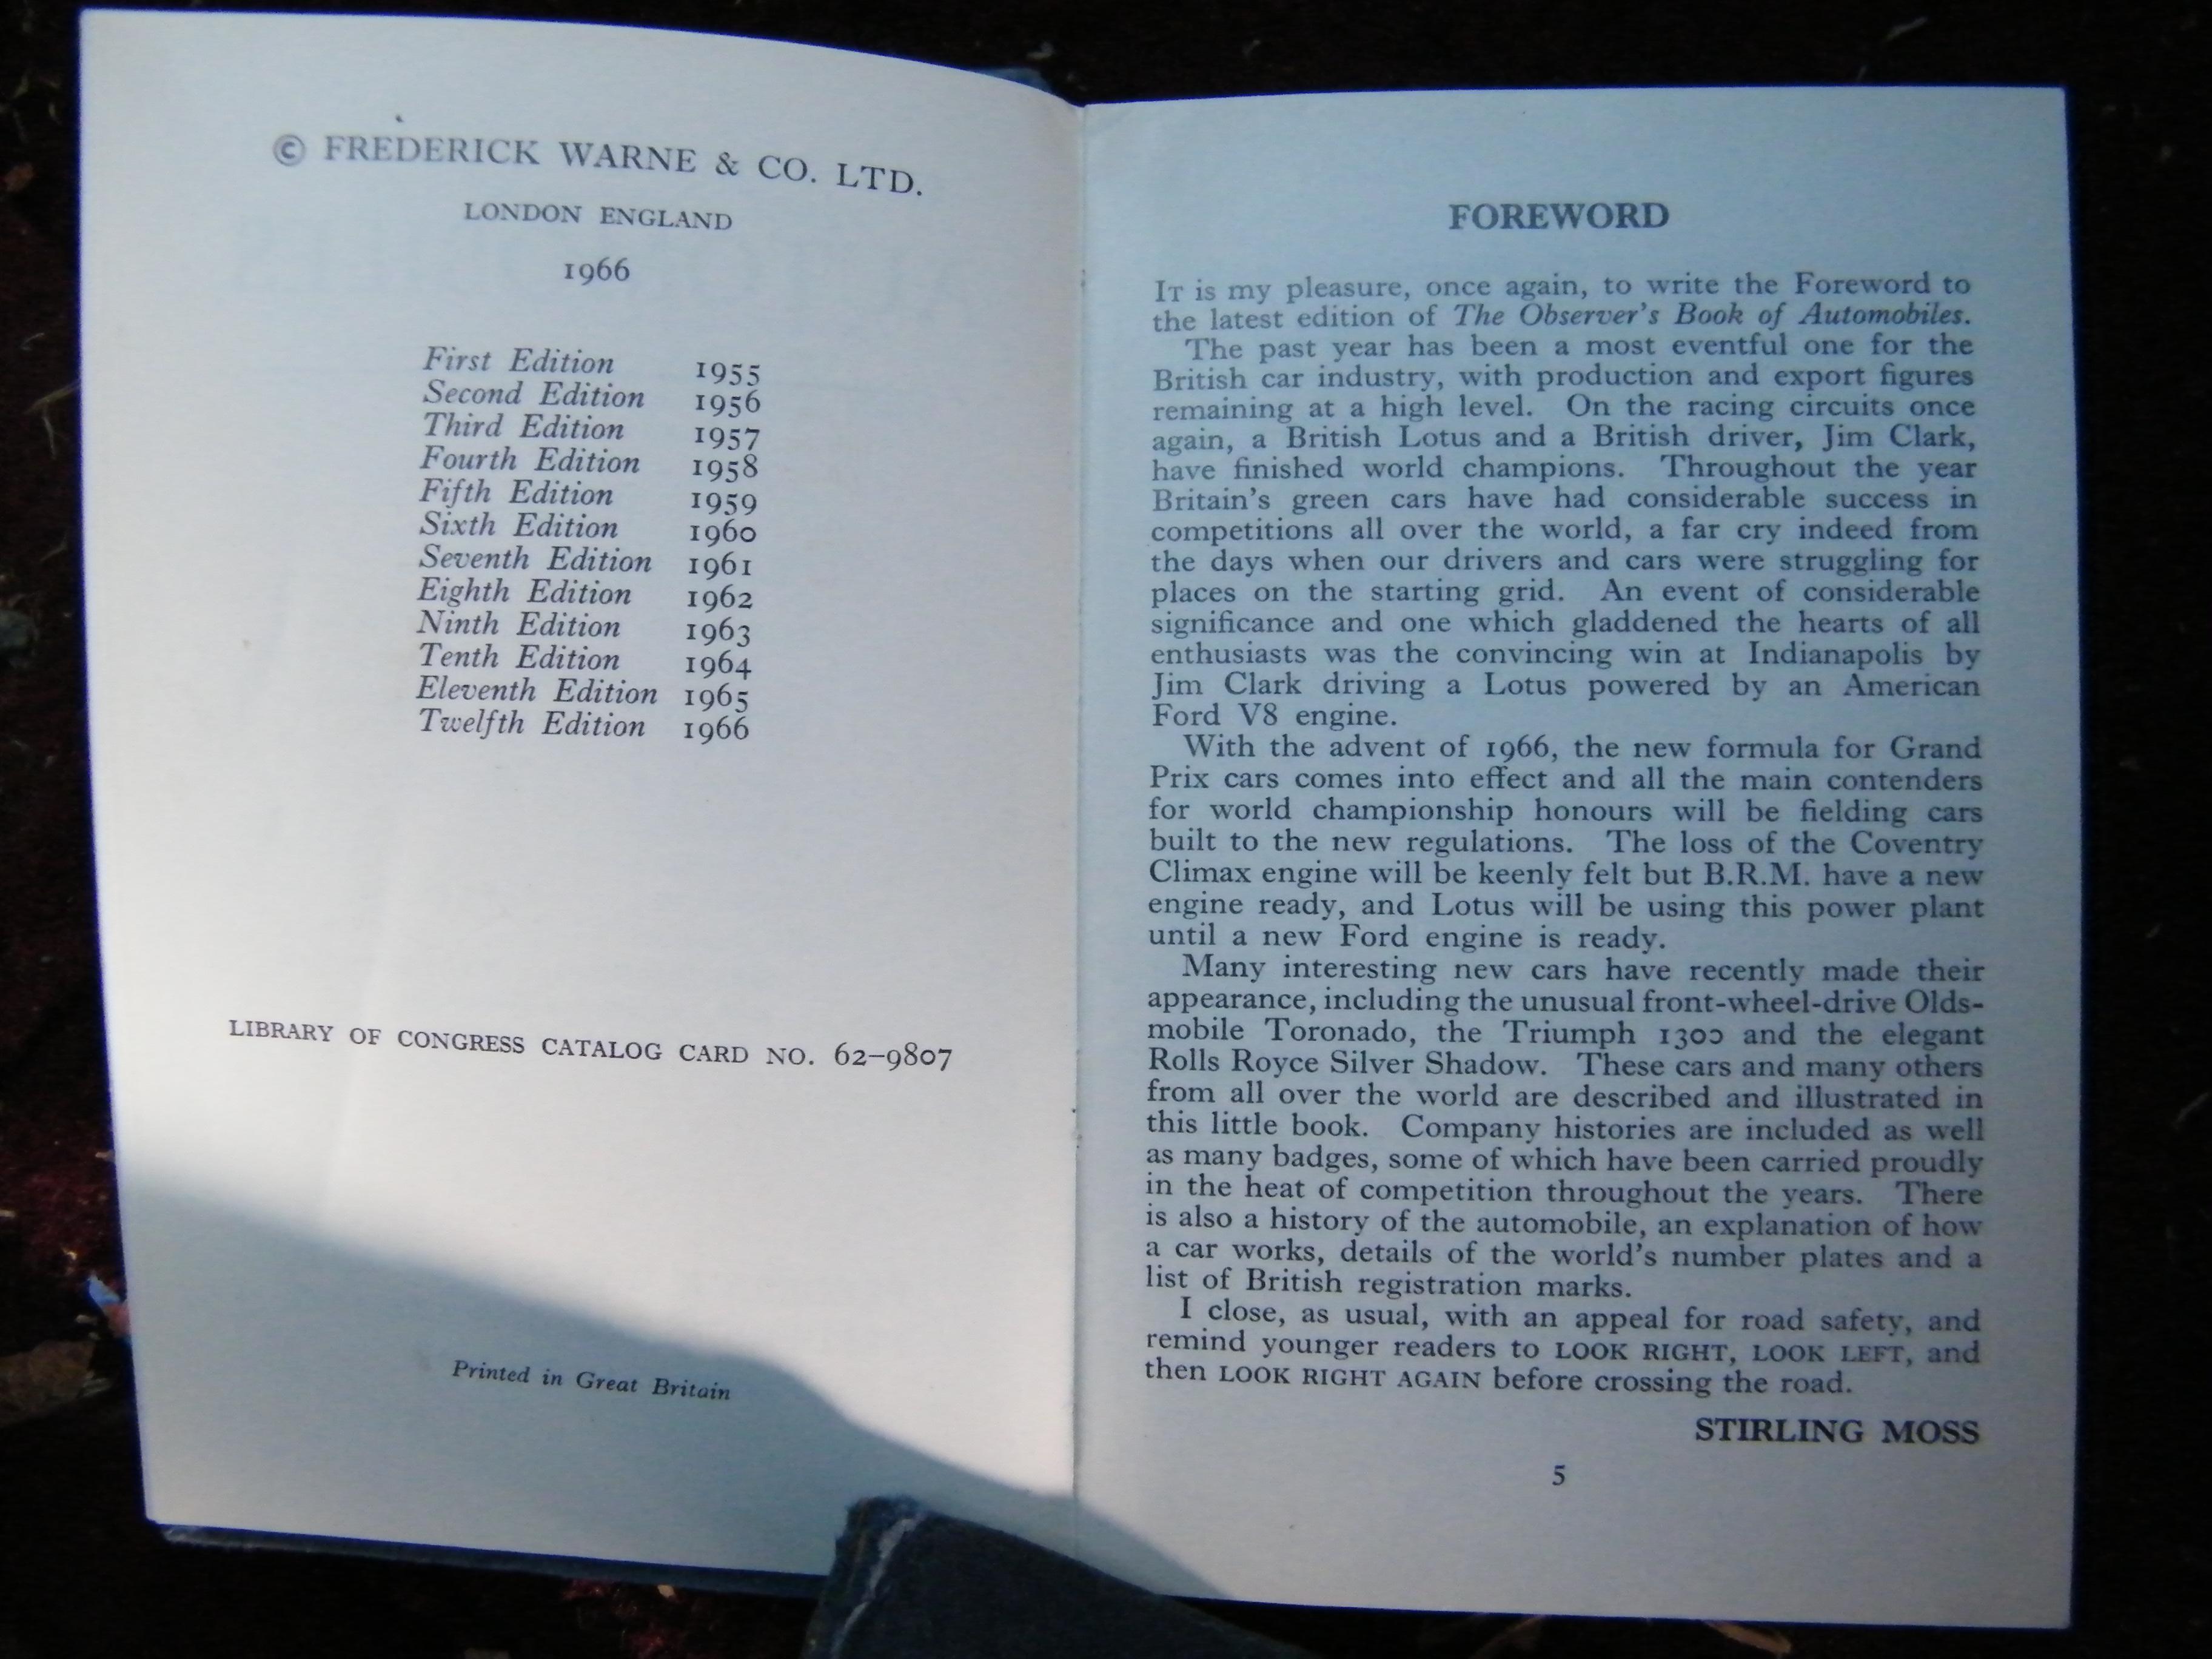 © FREDERICK WARNE & CO. LTD.
LONDON ENGLAND
1966
First Edition 1955
Second Edition 1956
Third Edition 1957
Fourth Edition 1958
Fifth Edition 1959
Sixth Edition 1960
Seventh Edition 1961
Eighth Edition 1962
Ninth Edition 1963
Tenth Edition 1964
Eleventh Edition 1965
Twelfth Edition 1966
LIBRARY OF CONGRESS CATALOG CARD NO. 62–9807
Printed in Great Britain
FOREWORD
IT is my pleasure, once again, to write the Foreword to
the latest edition of The Observer's Book of Automobiles.
The past year has been a most eventful one for the
British car industry, with production and export figures
remaining at a high level. On the racing circuits once
again, a British Lotus and a British driver, Jim Clark,
have finished world champions. Throughout the year
Britain's green cars have had considerable success in
competitions all over the world, a far cry indeed from
the days when our drivers and cars were struggling for
places on the starting grid. An event of considerable
significance and one which gladdened the hearts of all
enthusiasts was the convincing win at Indianapolis by
Jim Clark driving a Lotus powered by an American
Ford V8 engine.
With the advent of 1966, the new formula for Grand
Prix cars comes into effect and all the main contenders
for world championship honours will be fielding cars
built to the new regulations. The loss of the Coventry
Climax engine will be keenly felt but B.R.M. have a new
engine ready, and Lotus will be using this power plant
until a new Ford engine is ready.
Many interesting new cars have recently made their
appearance, including the unusual front-wheel-drive Olds-
mobile Toronado, the Triumph 1300 and the elegant
Rolls Royce Silver Shadow. These cars and many others
from all over the world are described and illustrated in
this little book. Company histories are included as well
as many badges, some of which have been carried proudly
in the heat of competition throughout the years. There
is also a history of the automobile, an explanation of how
a car works, details of the world's number plates and a
list of British registration marks.
I close, as usual, with an appeal for road safety, and
remind younger readers to LOOK RIGHT, LOOK LEFT, and
then LOOK RIGHT AGAIN before crossing the road.
STIRLING MOSS
5